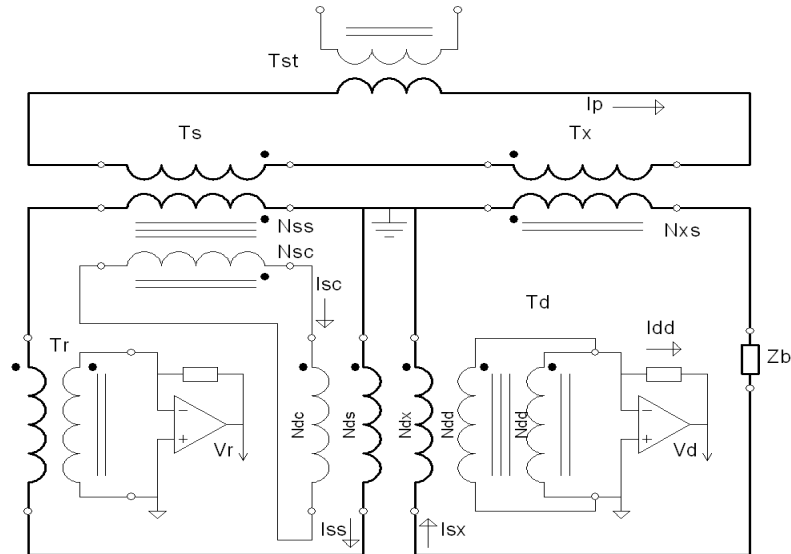 Tst
Ip
Ts
Tx
Nss
Nxs
Nsc
Isc
Td
Tr
Idd
Zb
Ndc
Nds
Ndx
Ndd
Ndd
Vr
Vd
Iss
Isx